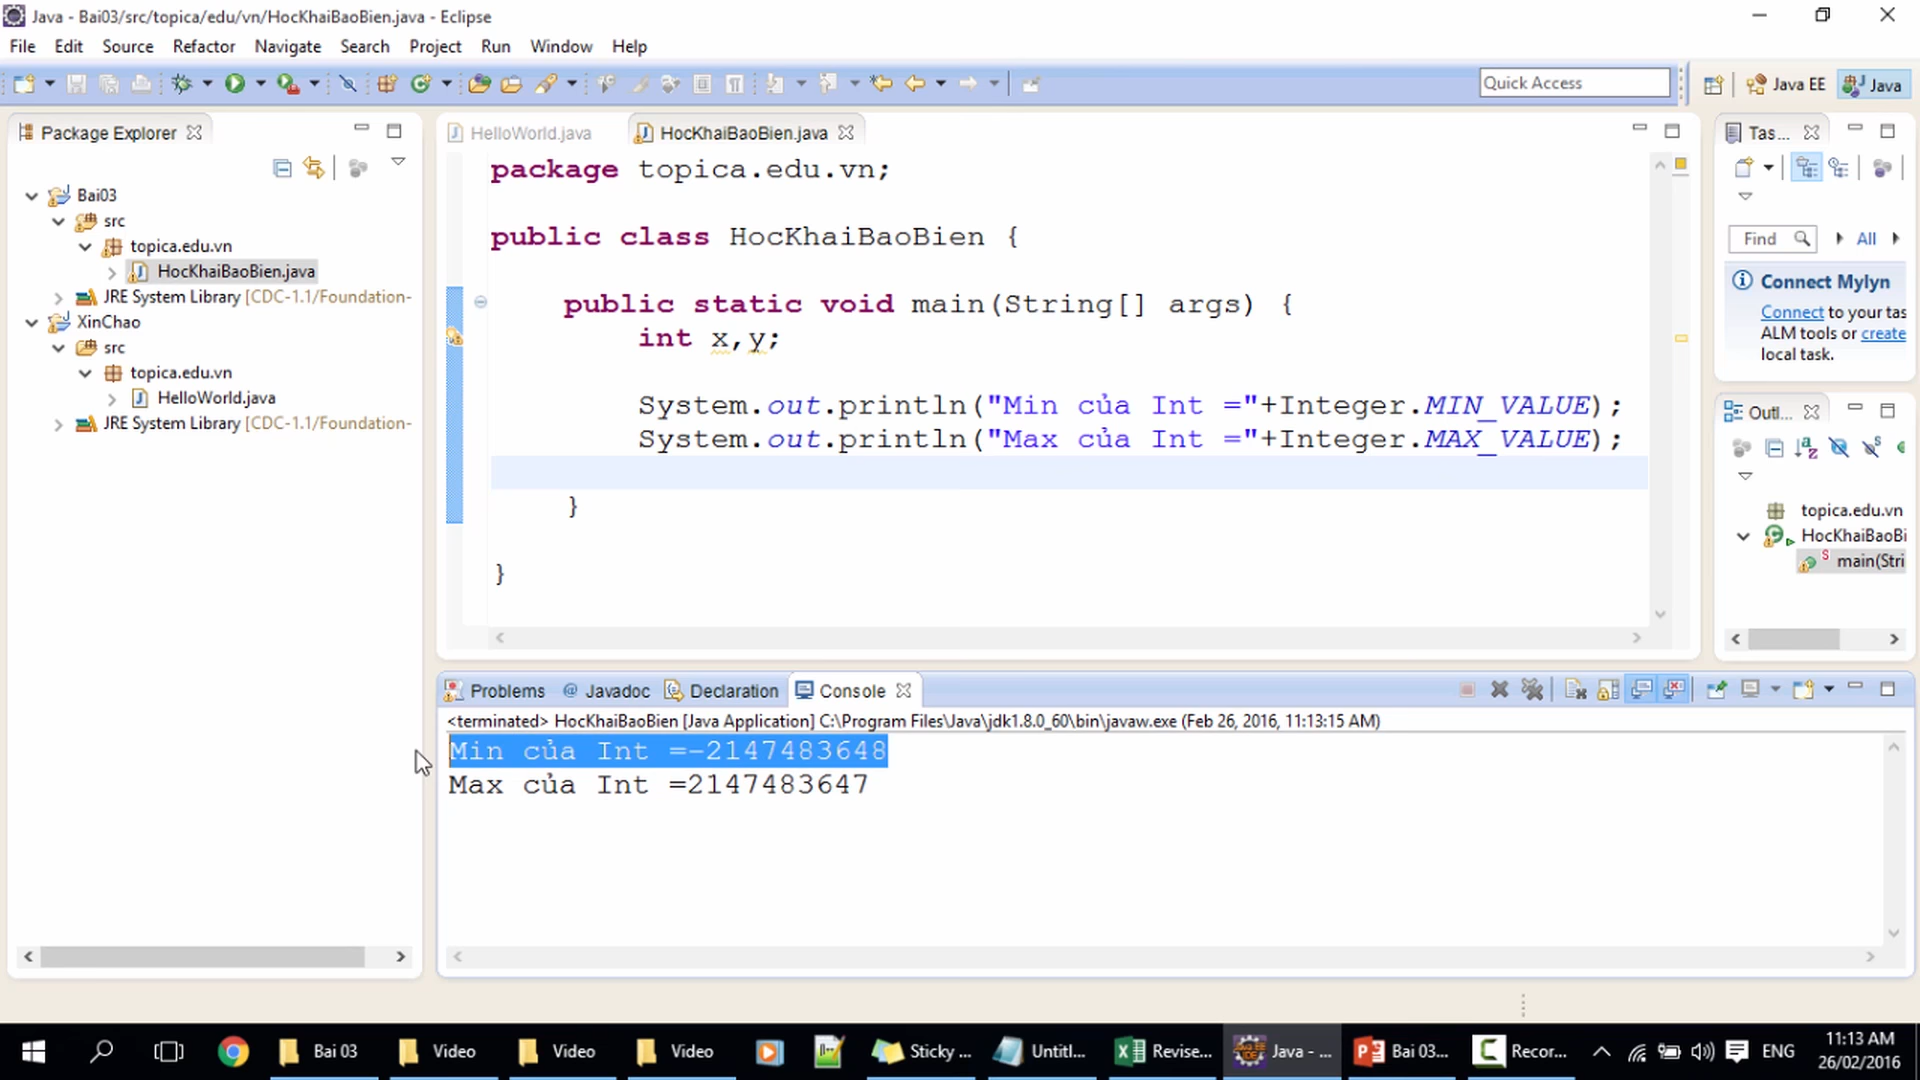 Java - Bai03/src/topica/edu/vn/HocKhaiBaoBien.java - Eclipse
File Edit Source Refactor Navigate Search Project Run Window Help
Quick Access
Java EE
Java
Package Explorer
HelloWorld.java
HocKhaiBaoBien.java
Tas...
Bai03
src
topica.edu.vn
HocKhaiBaoBien.java
JRE System Library [CDC-1.1/Foundation-
XinChao
src
topica.edu.vn
HelloWorld.java
JRE System Library [CDC-1.1/Foundation-
package topica.edu.vn;
public class HocKhaiBaoBien {
public static void main(String[] args) {
int x,y;
System.out.println("Min của Int ="+Integer.MIN_VALUE);
System.out.println("Max của Int ="+Integer.MAX_VALUE);
}
}
Find
All
Connect Mylyn
Connect to your tas
ALM tools or create
local task.
Outl...
topica.edu.vn
HocKhaiBaoBi
main(Stri
Problems
@ Javadoc
Declaration
Console
<terminated> HocKhaiBaoBien [Java Application] C:\Program Files\Java\jdk1.8.0_60\bin\javaw.exe (Feb 26, 2016, 11:13:15 AM)
Min của Int =-2147483648
Max của Int =2147483647
Bai 03
Video
Video
Video
Sticky ...
Untitl...
Revise...
Java - ...
Bai 03...
Recor...
ENG
11:13 AM
26/02/2016